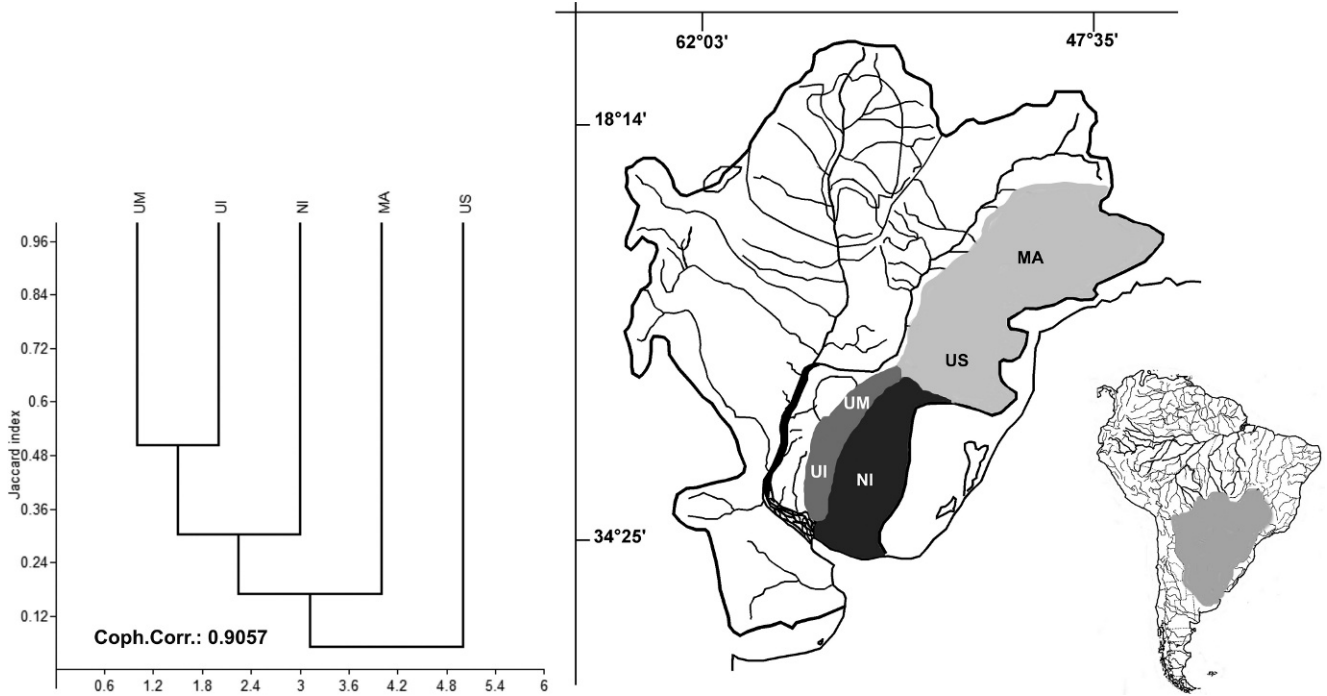 UM UI NI MA US
0.96
0.84
0.72
0.6
0.48
0.36
0.24
0.12
Jaccard index
Coph.Corr.: 0.9057
0.6 1.2 1.8 2.4 3 3.6 4.2 4.8 5.4 6
62°03' 47°35'
18°14'
34°25'
MA
US
UM
UI NI